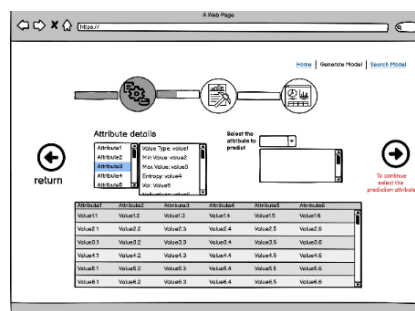 A Web Page
https://
Home | Generate Model | Search Model
Attribute details
Attribute1
Attribute2
Attribute3
Attribute4
Attribute5
Value Type: value1
Min Value: value2
Max Value: value3
Entropy: value4
Var: Value5
Select the
attribute to
predict
return
To continue
select the
prediction attribute
Attribute1 Attribute2 Attribute3 Attribute4 Attribute5 Attribute6
Value1.1 Value1.2 Value1.3 Value1.4 Value1.5 Value1.6
Value2.1 Value2.2 Value2.3 Value2.4 Value2.5 Value2.6
Value3.1 Value3.2 Value3.3 Value3.4 Value3.5 Value3.6
Value4.1 Value4.2 Value4.3 Value4.4 Value4.5 Value4.6
Value5.1 Value5.2 Value5.3 Value5.4 Value5.5 Value5.6
Value6.1 Value6.2 Value6.3 Value6.4 Value6.5 Value6.6